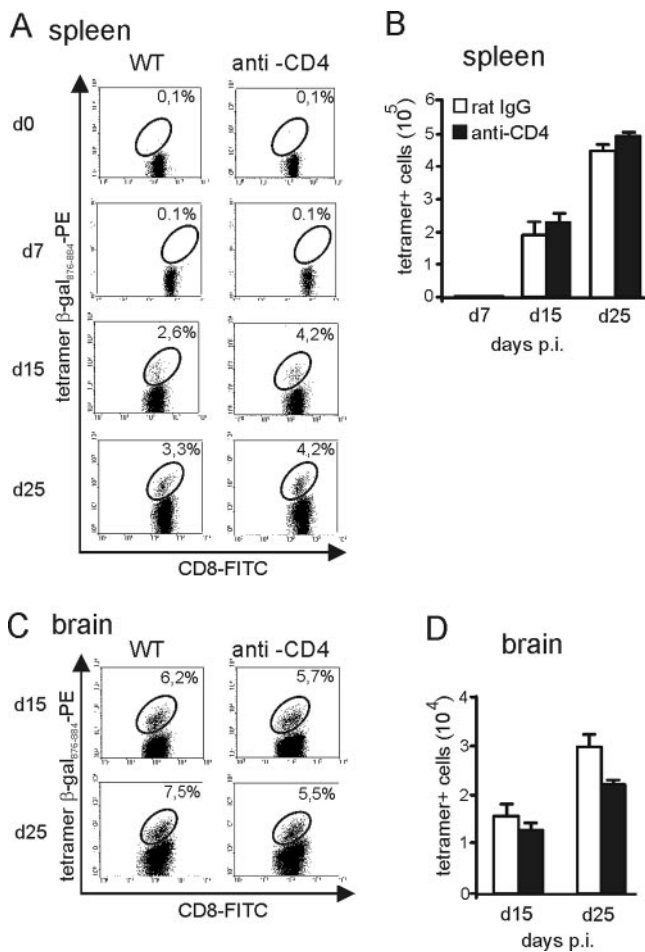 A spleen
WT anti -CD4
d0 0,1% 0,1%
d7 0.1% 0.1%
d15 2,6% 4,2%
d25 3,3% 4,2%
tetramer β-gal876-884-PE
CD8-FITC
B spleen
tetramer+ cells (10^5)
6
5
4
3
2
1
0
rat IgG
anti-CD4
d7 d15 d25
days p.i.
C brain
WT anti -CD4
d15 6,2% 5,7%
d25 7,5% 5,5%
tetramer β-gal876-884-PE
CD8-FITC
D brain
tetramer+ cells (10^4)
4
3
2
1
0
d15 d25
days p.i.